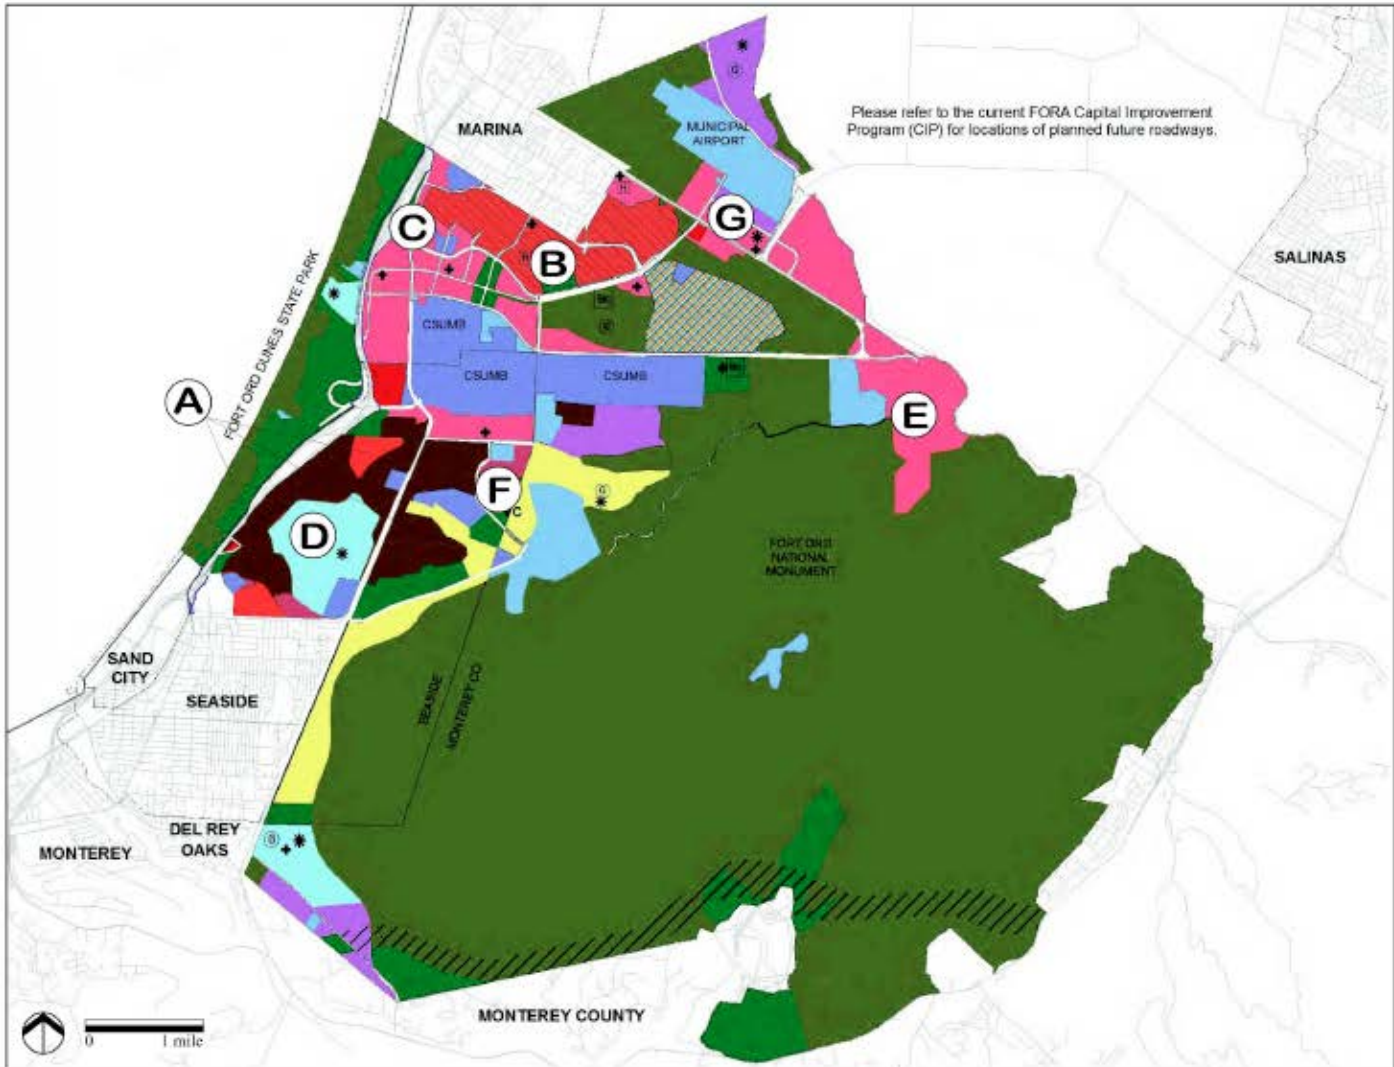 Please refer to the current FORA Capital Improvement
Program (CIP) for locations of planned future roadways.
MARINA
MUNICIPAL
AIRPORT
SALINAS
FORT ORD DUNES STATE PARK
A
B
C
G
H
H
G
CSUMB
CSUMB
CSUMB
E
F
G
C
D
FORT ORD
NATIONAL
MONUMENT
SAND
CITY
SEASIDE
SEASIDE
MONTEREY CO
MONTEREY
DEL REY
OAKS
MONTEREY COUNTY
0
1 mile